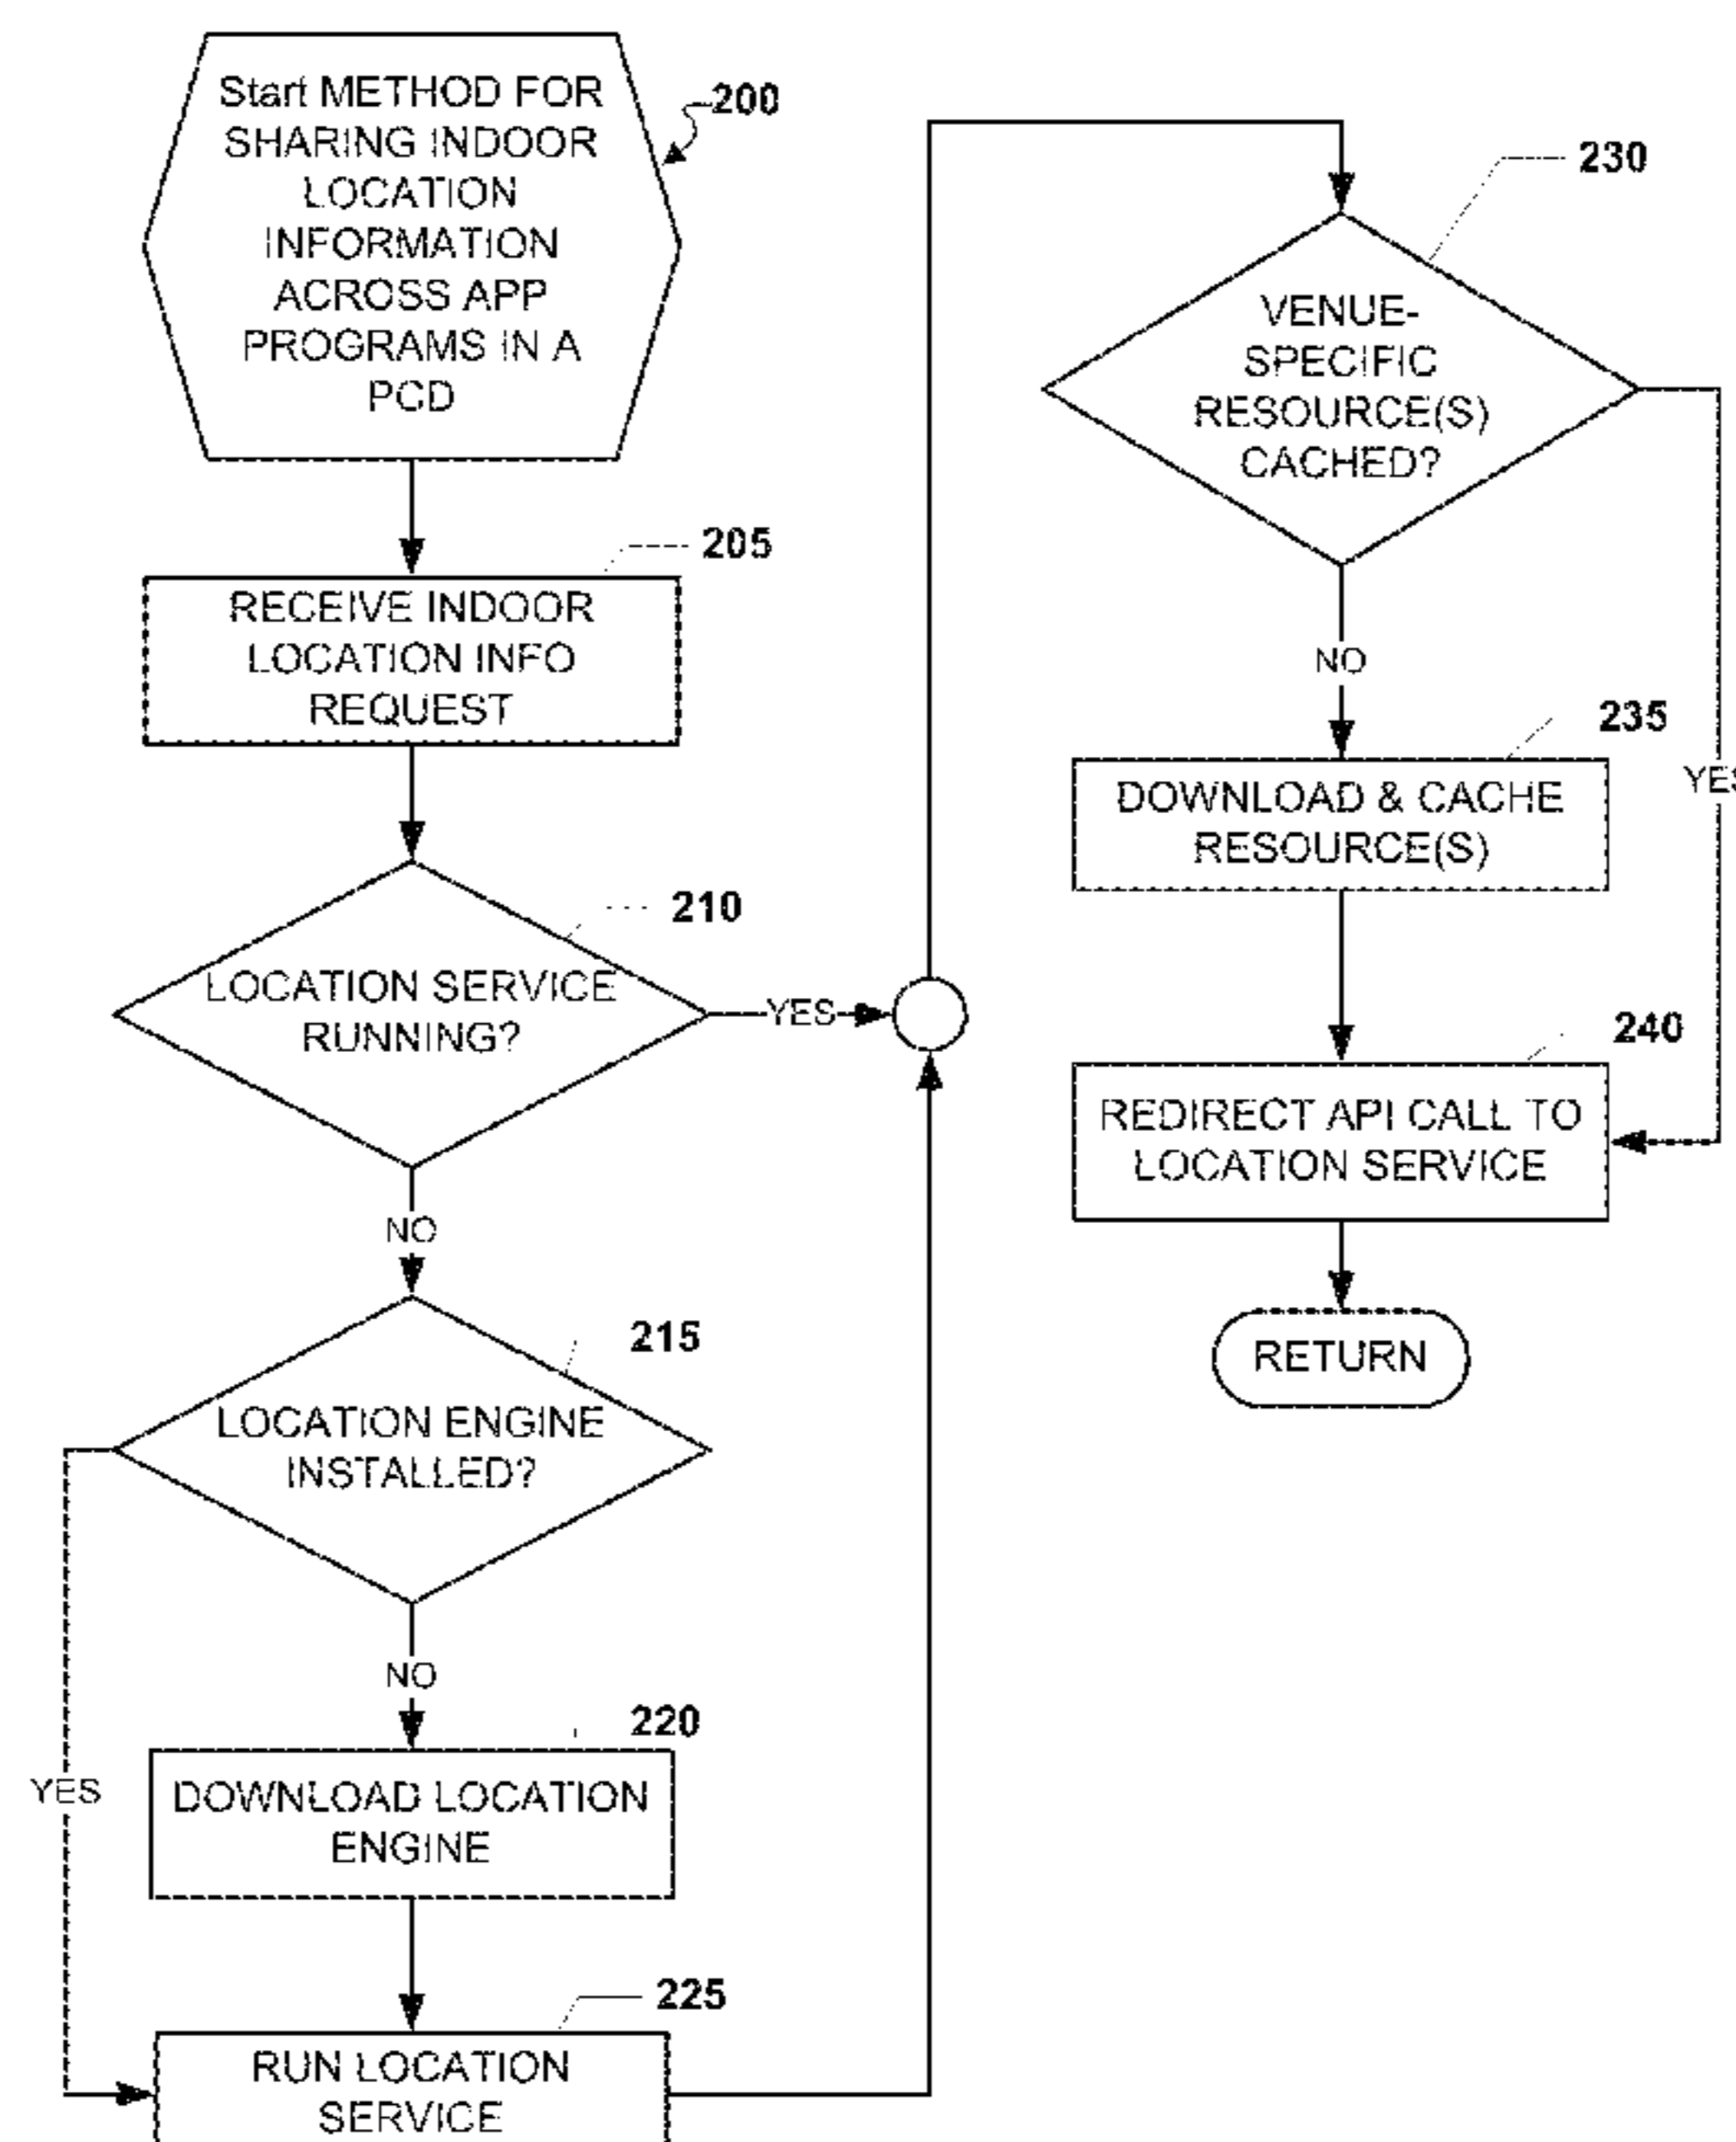 Start METHOD FOR
SHARING INDOOR
LOCATION
INFORMATION
ACROSS APP
PROGRAMS IN A
PCD
200
205
RECEIVE INDOOR
LOCATION INFO
REQUEST
210
LOCATION SERVICE
RUNNING?
YES
NO
215
LOCATION ENGINE
INSTALLED?
NO
YES
220
DOWNLOAD LOCATION
ENGINE
225
RUN LOCATION
SERVICE
230
VENUE-
SPECIFIC
RESOURCE(S)
CACHED?
NO
YES
235
DOWNLOAD & CACHE
RESOURCE(S)
240
REDIRECT API CALL TO
LOCATION SERVICE
RETURN